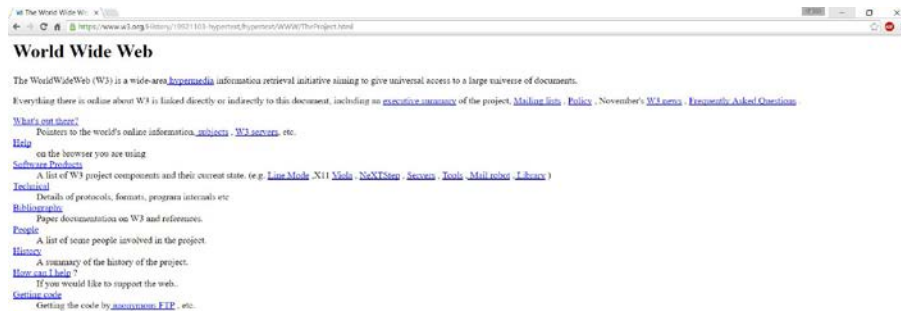 The World Wide We
https://www.w3.org/History/19921103-hypertext/hypertext/WWW/TheProject.html
World Wide Web
The WorldWideWeb (W3) is a wide-area hypermedia information retrieval initiative aiming to give universal access to a large universe of documents.
Everything there is online about W3 is linked directly or indirectly to this document, including an executive summary of the project, Mailing lists , Policy , November's W3 news , Frequently Asked Questions .
What's out there?
Pointers to the world's online information, subjects , W3 servers, etc.
Help
on the browser you are using
Software Products
A list of W3 project components and their current state. (e.g. Line Mode ,X11 Viola , NeXTStep , Servers , Tools , Mail robot , Library )
Technical
Details of protocols, formats, program internals etc
Bibliography
Paper documentation on W3 and references.
People
A list of some people involved in the project.
History
A summary of the history of the project.
How can I help ?
If you would like to support the web..
Getting code
Getting the code by anonymous FTP , etc.